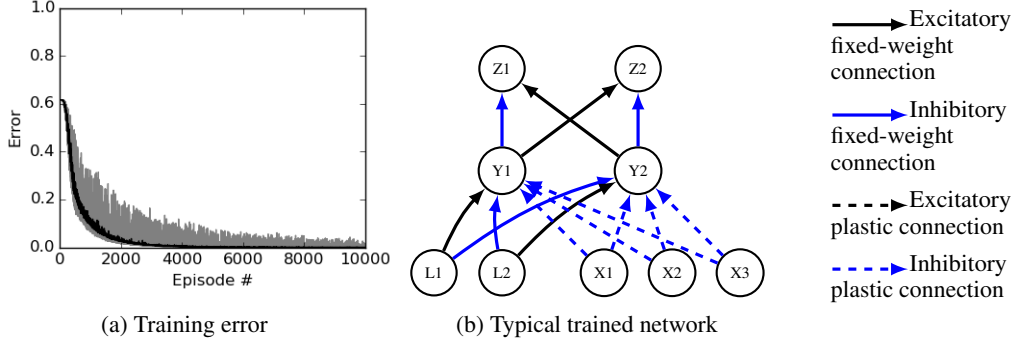 1.0
0.8
0.6
0.4
0.2
0.0
Error
0 2000 4000 6000 8000 10000
Episode #
(a) Training error
Z1 Z2
Y1 Y2
L1 L2 X1 X2 X3
(b) Typical trained network
Excitatory
fixed-weight
connection
Inhibitory
fixed-weight
connection
Excitatory
plastic connection
Inhibitory
plastic connection